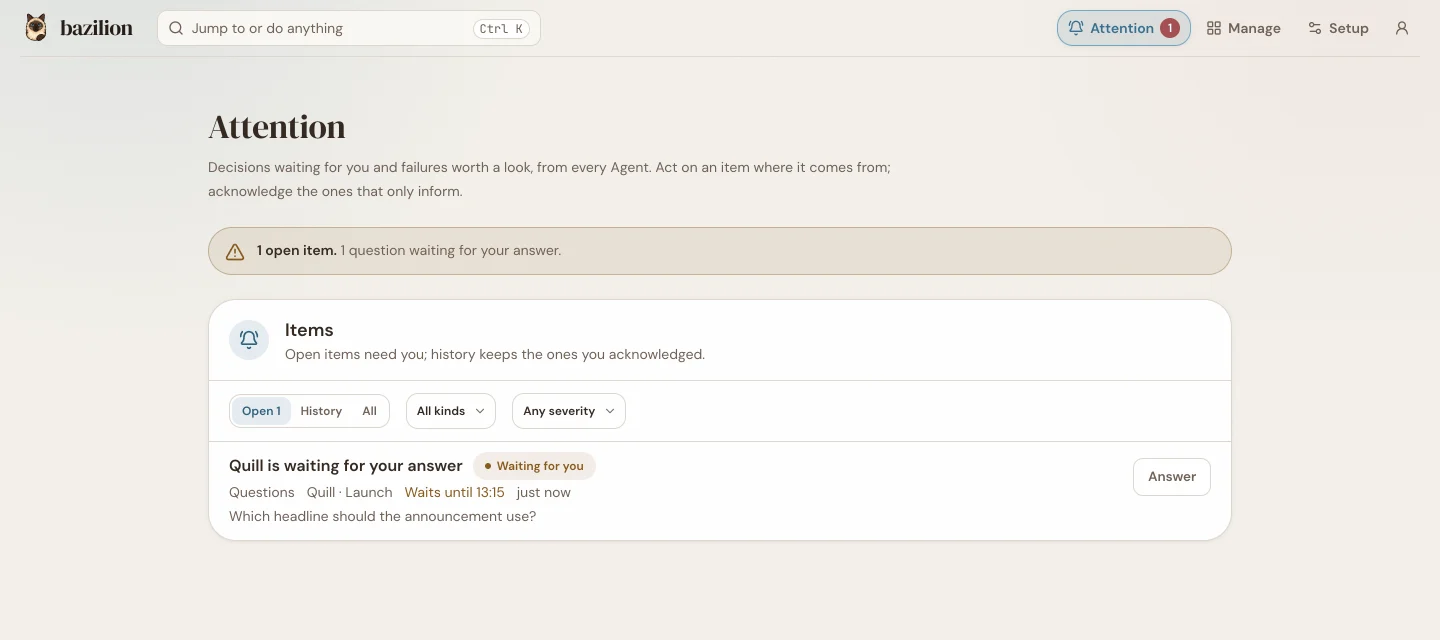 bazilion
Jump to or do anything
Ctrl K
Attention 1
Manage
Setup
Attention
Decisions waiting for you and failures worth a look, from every Agent. Act on an item where it comes from;
acknowledge the ones that only inform.
1 open item. 1 question waiting for your answer.
Items
Open items need you; history keeps the ones you acknowledged.
Open 1
History
All
All kinds
Any severity
Quill is waiting for your answer
Waiting for you
Questions Quill · Launch Waits until 13:15 just now
Which headline should the announcement use?
Answer